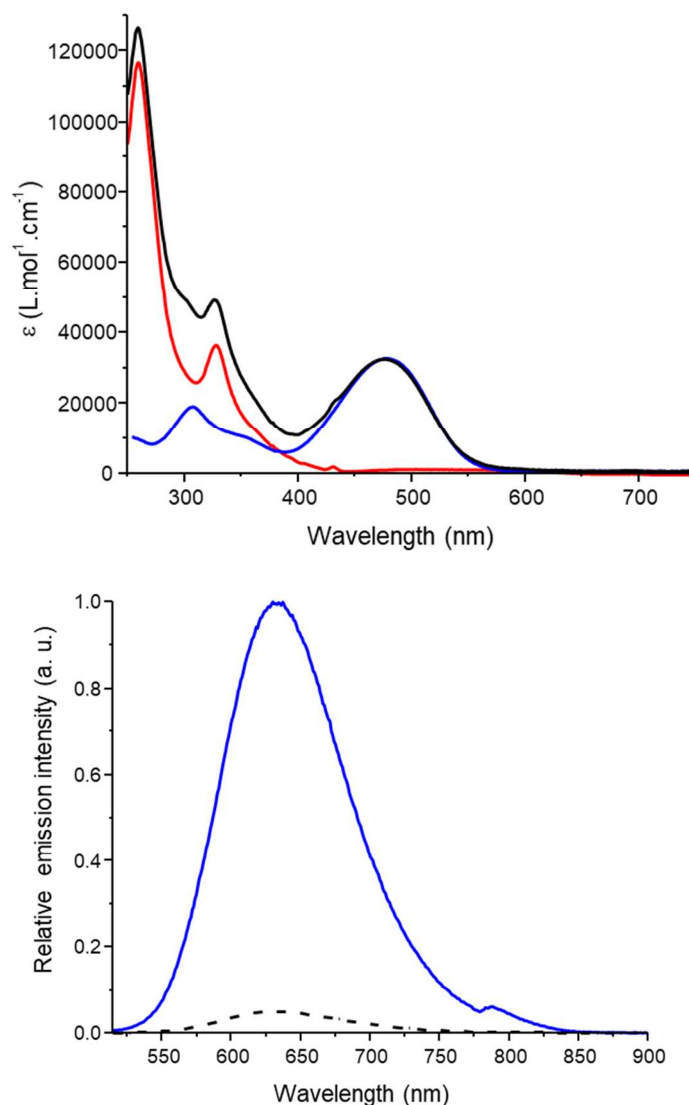 120000
100000
80000
60000
40000
20000
0
ε (L.mol¹.cm⁻¹)
300 400 500 600 700
Wavelength (nm)
1.0
0.8
0.6
0.4
0.2
0.0
Relative emission intensity (a. u.)
550 600 650 700 750 800 850 900
Wavelength (nm)